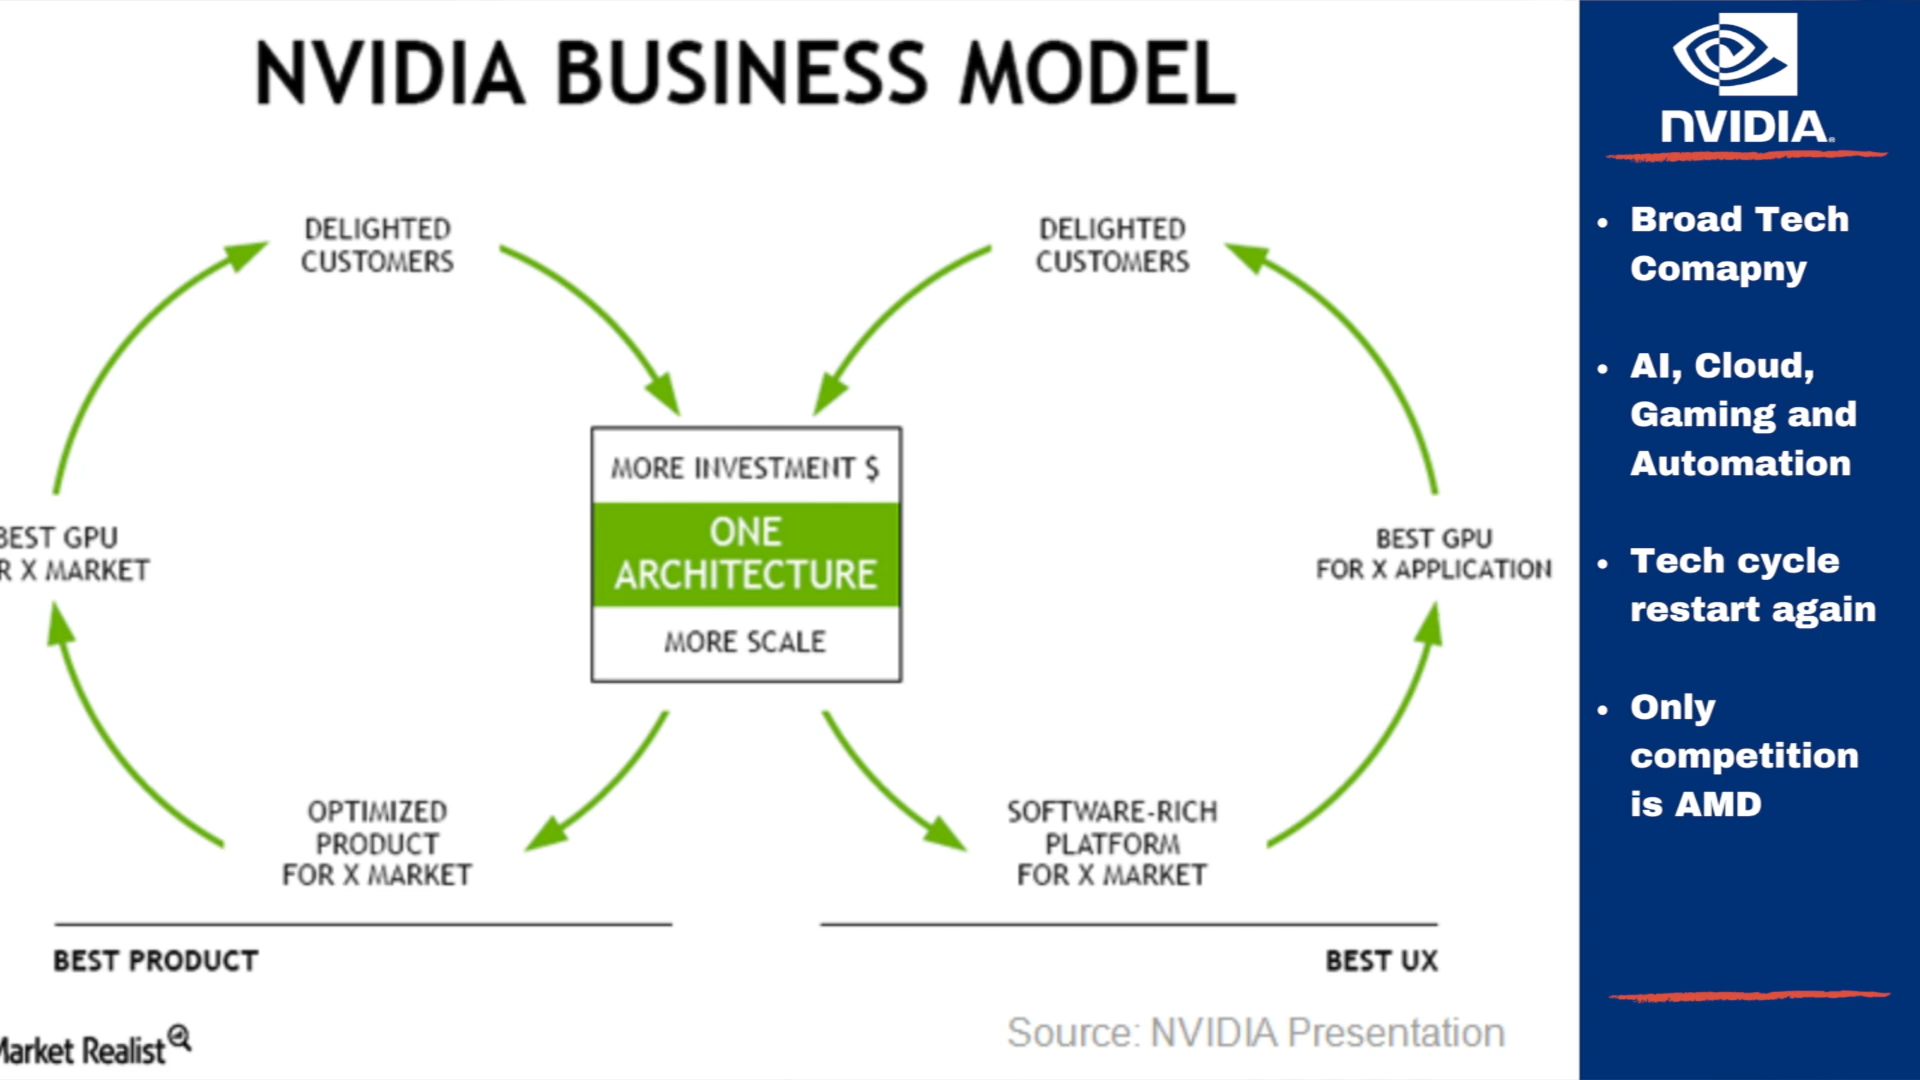 NVIDIA BUSINESS MODEL
DELIGHTED
CUSTOMERS
DELIGHTED
CUSTOMERS
MORE INVESTMENT $
ONE
ARCHITECTURE
MORE SCALE
BEST GPU
R X MARKET
BEST GPU
FOR X APPLICATION
OPTIMIZED
PRODUCT
FOR X MARKET
SOFTWARE-RICH
PLATFORM
FOR X MARKET
BEST PRODUCT
BEST UX
Market Realist
Source: NVIDIA Presentation
NVIDIA.
• Broad Tech
Comapny
• AI, Cloud,
Gaming and
Automation
• Tech cycle
restart again
• Only
competition
is AMD